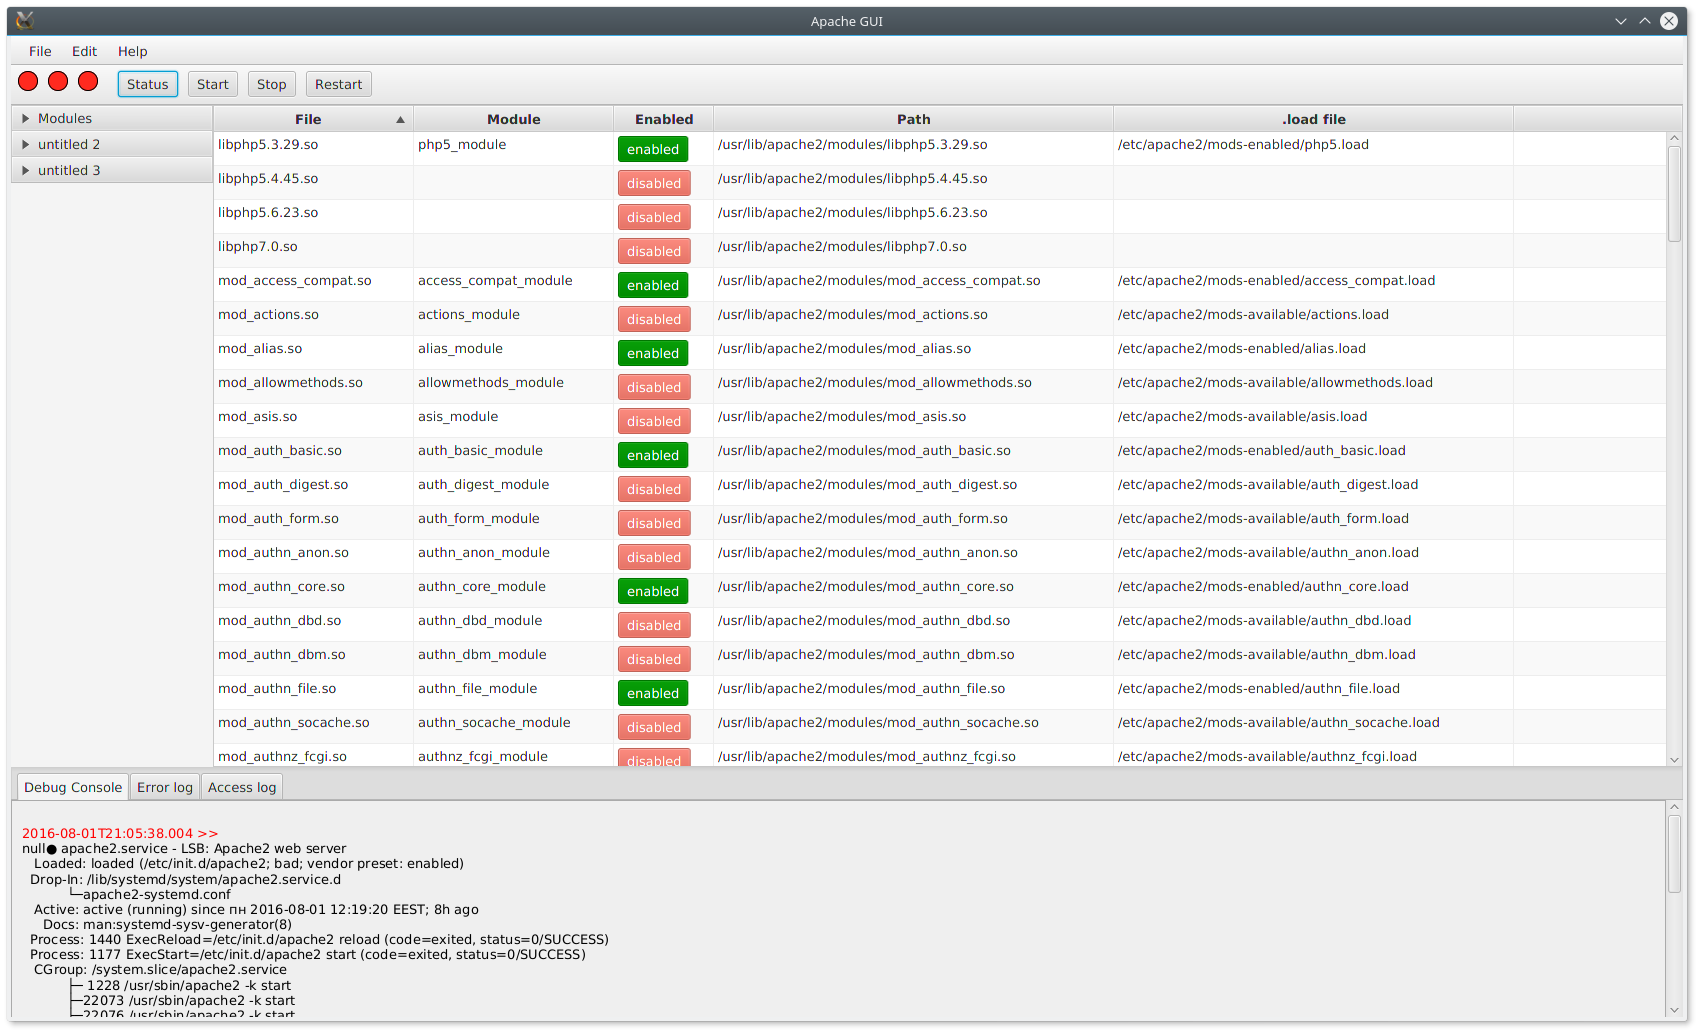 Apache GUI
File Edit Help
Status Start Stop Restart
Modules
untitled 2
untitled 3
File Module Enabled Path .load file
libphp5.3.29.so php5_module enabled /usr/lib/apache2/modules/libphp5.3.29.so /etc/apache2/mods-enabled/php5.load
libphp5.4.45.so disabled /usr/lib/apache2/modules/libphp5.4.45.so
libphp5.6.23.so disabled /usr/lib/apache2/modules/libphp5.6.23.so
libphp7.0.so disabled /usr/lib/apache2/modules/libphp7.0.so
mod_access_compat.so access_compat_module enabled /usr/lib/apache2/modules/mod_access_compat.so /etc/apache2/mods-enabled/access_compat.load
mod_actions.so actions_module disabled /usr/lib/apache2/modules/mod_actions.so /etc/apache2/mods-available/actions.load
mod_alias.so alias_module enabled /usr/lib/apache2/modules/mod_alias.so /etc/apache2/mods-enabled/alias.load
mod_allowmethods.so allowmethods_module disabled /usr/lib/apache2/modules/mod_allowmethods.so /etc/apache2/mods-available/allowmethods.load
mod_asis.so asis_module disabled /usr/lib/apache2/modules/mod_asis.so /etc/apache2/mods-available/asis.load
mod_auth_basic.so auth_basic_module enabled /usr/lib/apache2/modules/mod_auth_basic.so /etc/apache2/mods-enabled/auth_basic.load
mod_auth_digest.so auth_digest_module disabled /usr/lib/apache2/modules/mod_auth_digest.so /etc/apache2/mods-available/auth_digest.load
mod_auth_form.so auth_form_module disabled /usr/lib/apache2/modules/mod_auth_form.so /etc/apache2/mods-available/auth_form.load
mod_authn_anon.so authn_anon_module disabled /usr/lib/apache2/modules/mod_authn_anon.so /etc/apache2/mods-available/authn_anon.load
mod_authn_core.so authn_core_module enabled /usr/lib/apache2/modules/mod_authn_core.so /etc/apache2/mods-enabled/authn_core.load
mod_authn_dbd.so authn_dbd_module disabled /usr/lib/apache2/modules/mod_authn_dbd.so /etc/apache2/mods-available/authn_dbd.load
mod_authn_dbm.so authn_dbm_module disabled /usr/lib/apache2/modules/mod_authn_dbm.so /etc/apache2/mods-available/authn_dbm.load
mod_authn_file.so authn_file_module enabled /usr/lib/apache2/modules/mod_authn_file.so /etc/apache2/mods-enabled/authn_file.load
mod_authn_socache.so authn_socache_module disabled /usr/lib/apache2/modules/mod_authn_socache.so /etc/apache2/mods-available/authn_socache.load
mod_authnz_fcgi.so authnz_fcgi_module disabled /usr/lib/apache2/modules/mod_authnz_fcgi.so /etc/apache2/mods-available/authnz_fcgi.load
Debug Console Error log Access log
2016-08-01T21:05:38.004 >>
null● apache2.service - LSB: Apache2 web server
Loaded: loaded (/etc/init.d/apache2; bad; vendor preset: enabled)
Drop-In: /lib/systemd/system/apache2.service.d
└─apache2-systemd.conf
Active: active (running) since пн 2016-08-01 12:19:20 EEST; 8h ago
Docs: man:systemd-sysv-generator(8)
Process: 1440 ExecReload=/etc/init.d/apache2 reload (code=exited, status=0/SUCCESS)
Process: 1177 ExecStart=/etc/init.d/apache2 start (code=exited, status=0/SUCCESS)
CGroup: /system.slice/apache2.service
├─ 1228 /usr/sbin/apache2 -k start
├─22073 /usr/sbin/apache2 -k start
├─22076 /usr/sbin/apache2 -k start